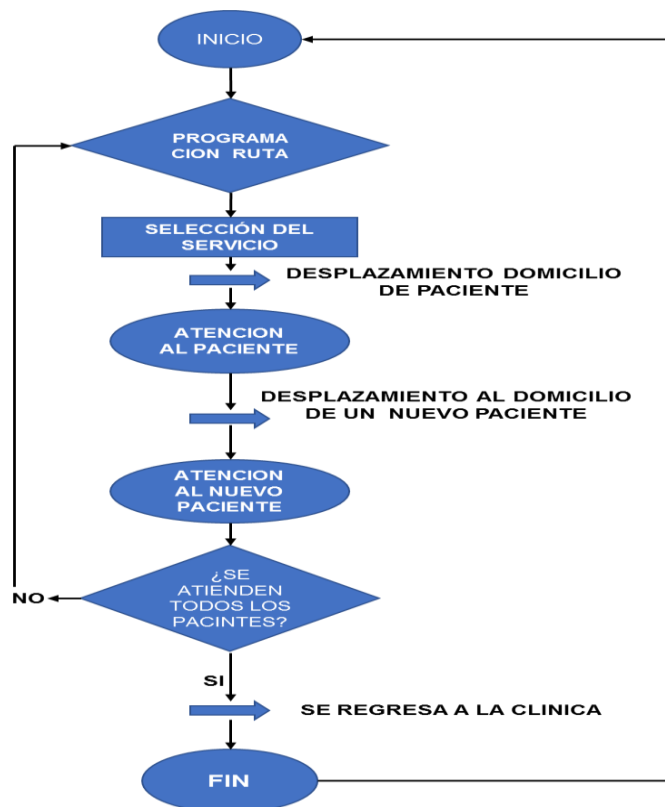 INICIO
PROGRAMA
CION RUTA
SELECCIÓN DEL
SERVICIO
DESPLAZAMIENTO DOMICILIO
DE PACIENTE
ATENCION
AL PACIENTE
DESPLAZAMIENTO AL DOMICILIO
DE UN NUEVO PACIENTE
ATENCION
AL NUEVO
PACIENTE
¿SE
ATIENDEN
TODOS LOS
PACINTES?
NO
SI
SE REGRESA A LA CLINICA
FIN